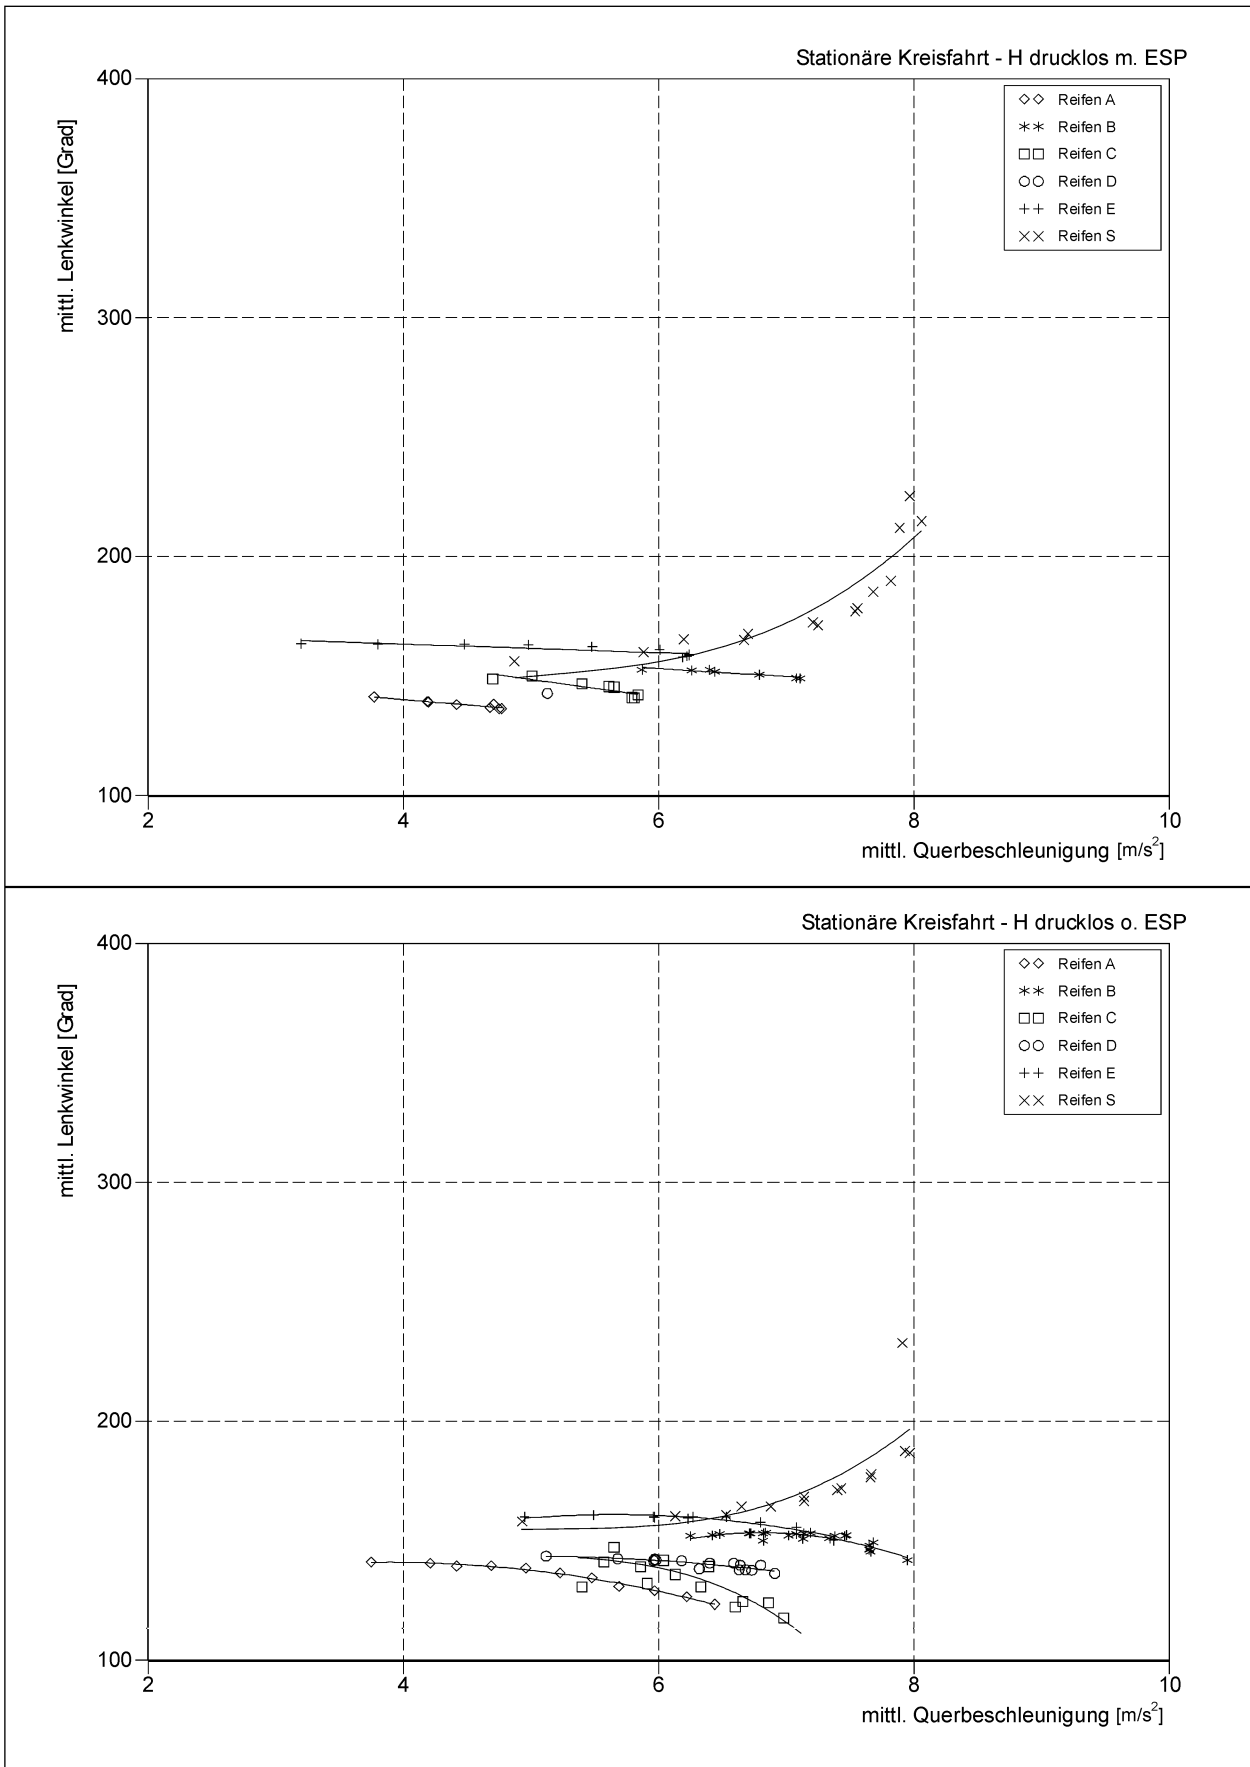 Stationäre Kreisfahrt - H drucklos m. ESP
mittl. Lenkwinkel [Grad]
400
300
200
100
Reifen A
Reifen B
Reifen C
Reifen D
Reifen E
Reifen S
2 4 6 8 10
mittl. Querbeschleunigung [m/s²]
Stationäre Kreisfahrt - H drucklos o. ESP
mittl. Lenkwinkel [Grad]
400
300
200
100
Reifen A
Reifen B
Reifen C
Reifen D
Reifen E
Reifen S
2 4 6 8 10
mittl. Querbeschleunigung [m/s²]